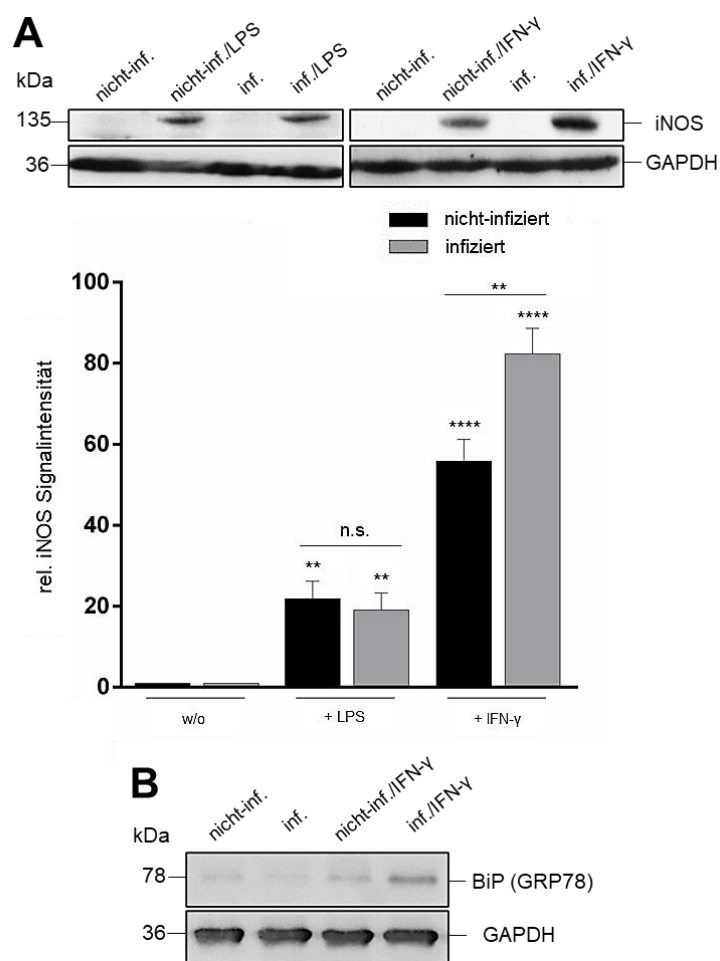 A
kDa
nicht-inf. nicht-inf/LPS inf. inf./LPS nicht-inf. nicht-inf./IFN-γ inf. inf./IFN-γ
135 iNOS
36 GAPDH
nicht-infiziert
infiziert
rel. iNOS Signalintensität
100
**
****
80
60
****
40
n.s.
** **
20
0
w/o + LPS + IFN-γ
B
kDa
nicht-inf. inf. nicht-inf./IFN-γ inf./IFN-γ
78 BiP (GRP78)
36 GAPDH